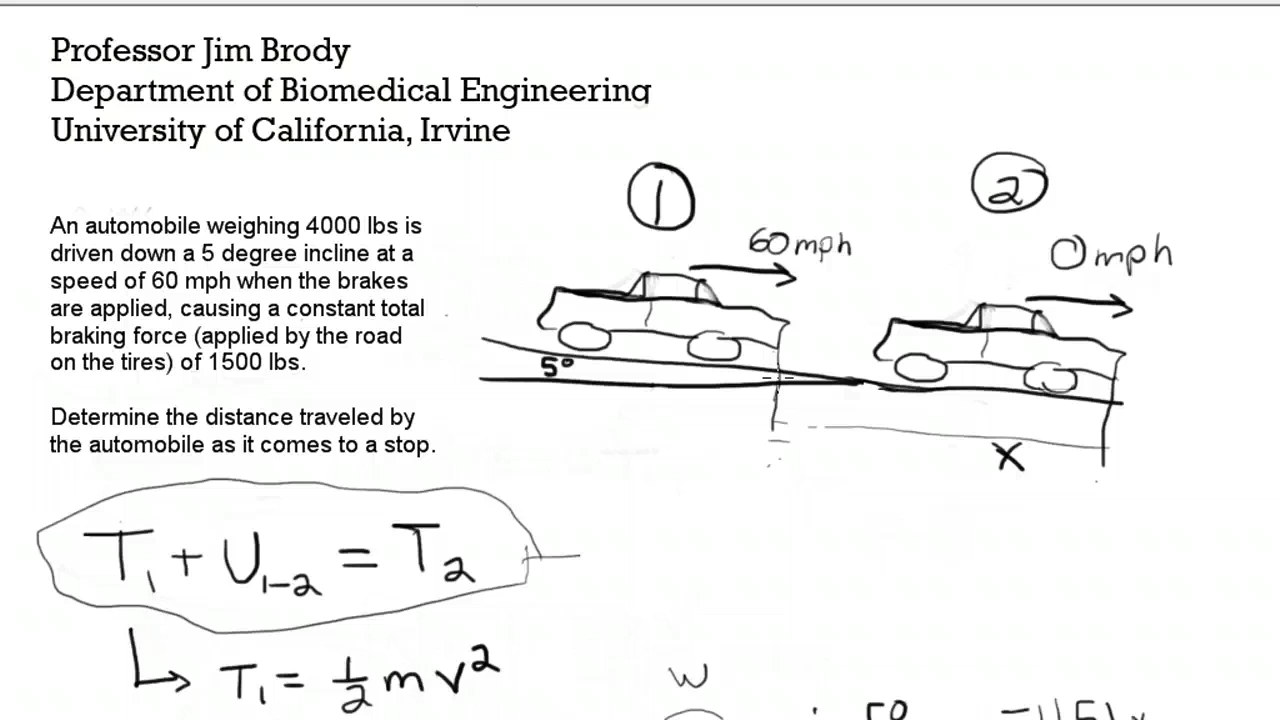 Professor Jim Brody
Department of Biomedical Engineering
University of California, Irvine
An automobile weighing 4000 lbs is
driven down a 5 degree incline at a
speed of 60 mph when the brakes
are applied, causing a constant total
braking force (applied by the road
on the tires) of 1500 lbs.
Determine the distance traveled by
the automobile as it comes to a stop.
1
60mph
2
0mph
5°
x
T₁ + U₁₋₂ = T₂
T₁ = ½ m v²
W
5°